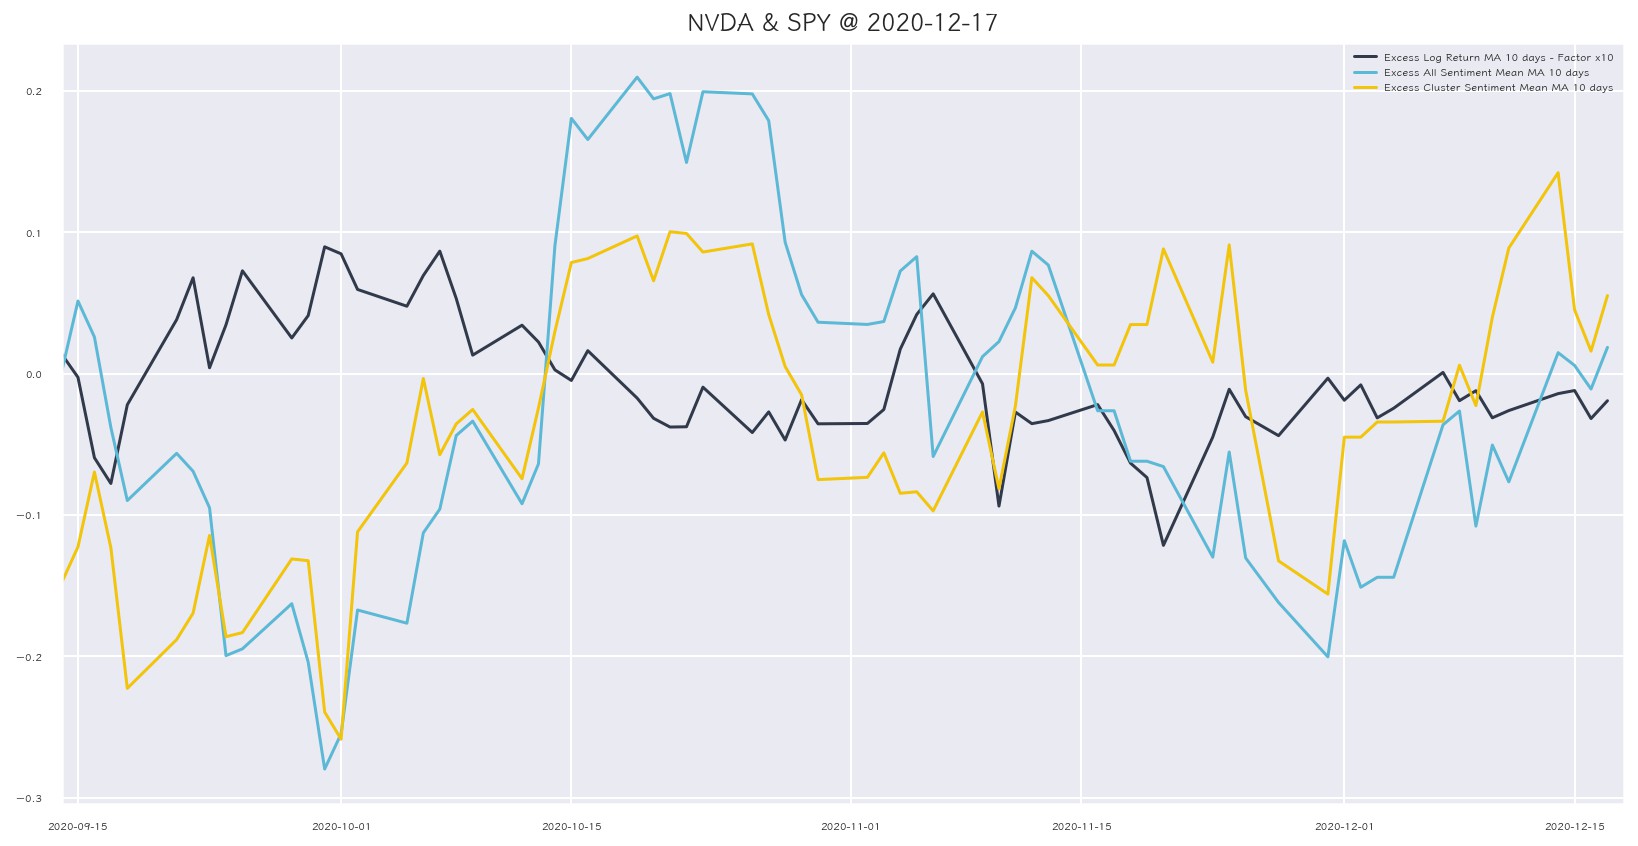 NVDA & SPY @ 2020-12-17
Excess Log Return MA 10 days - Factor x10
Excess All Sentiment Mean MA 10 days
Excess Cluster Sentiment Mean MA 10 days
0.2
0.1
0.0
−0.1
−0.2
−0.3
2020-09-15 2020-10-01 2020-10-15 2020-11-01 2020-11-15 2020-12-01 2020-12-15